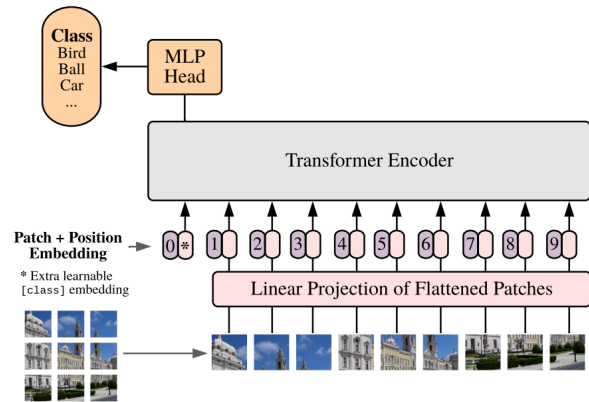 Class
Bird
Ball
Car
...
MLP
Head
Transformer Encoder
Patch + Position
Embedding
0 * 1 2 3 4 5 6 7 8 9
* Extra learnable
[class] embedding
Linear Projection of Flattened Patches